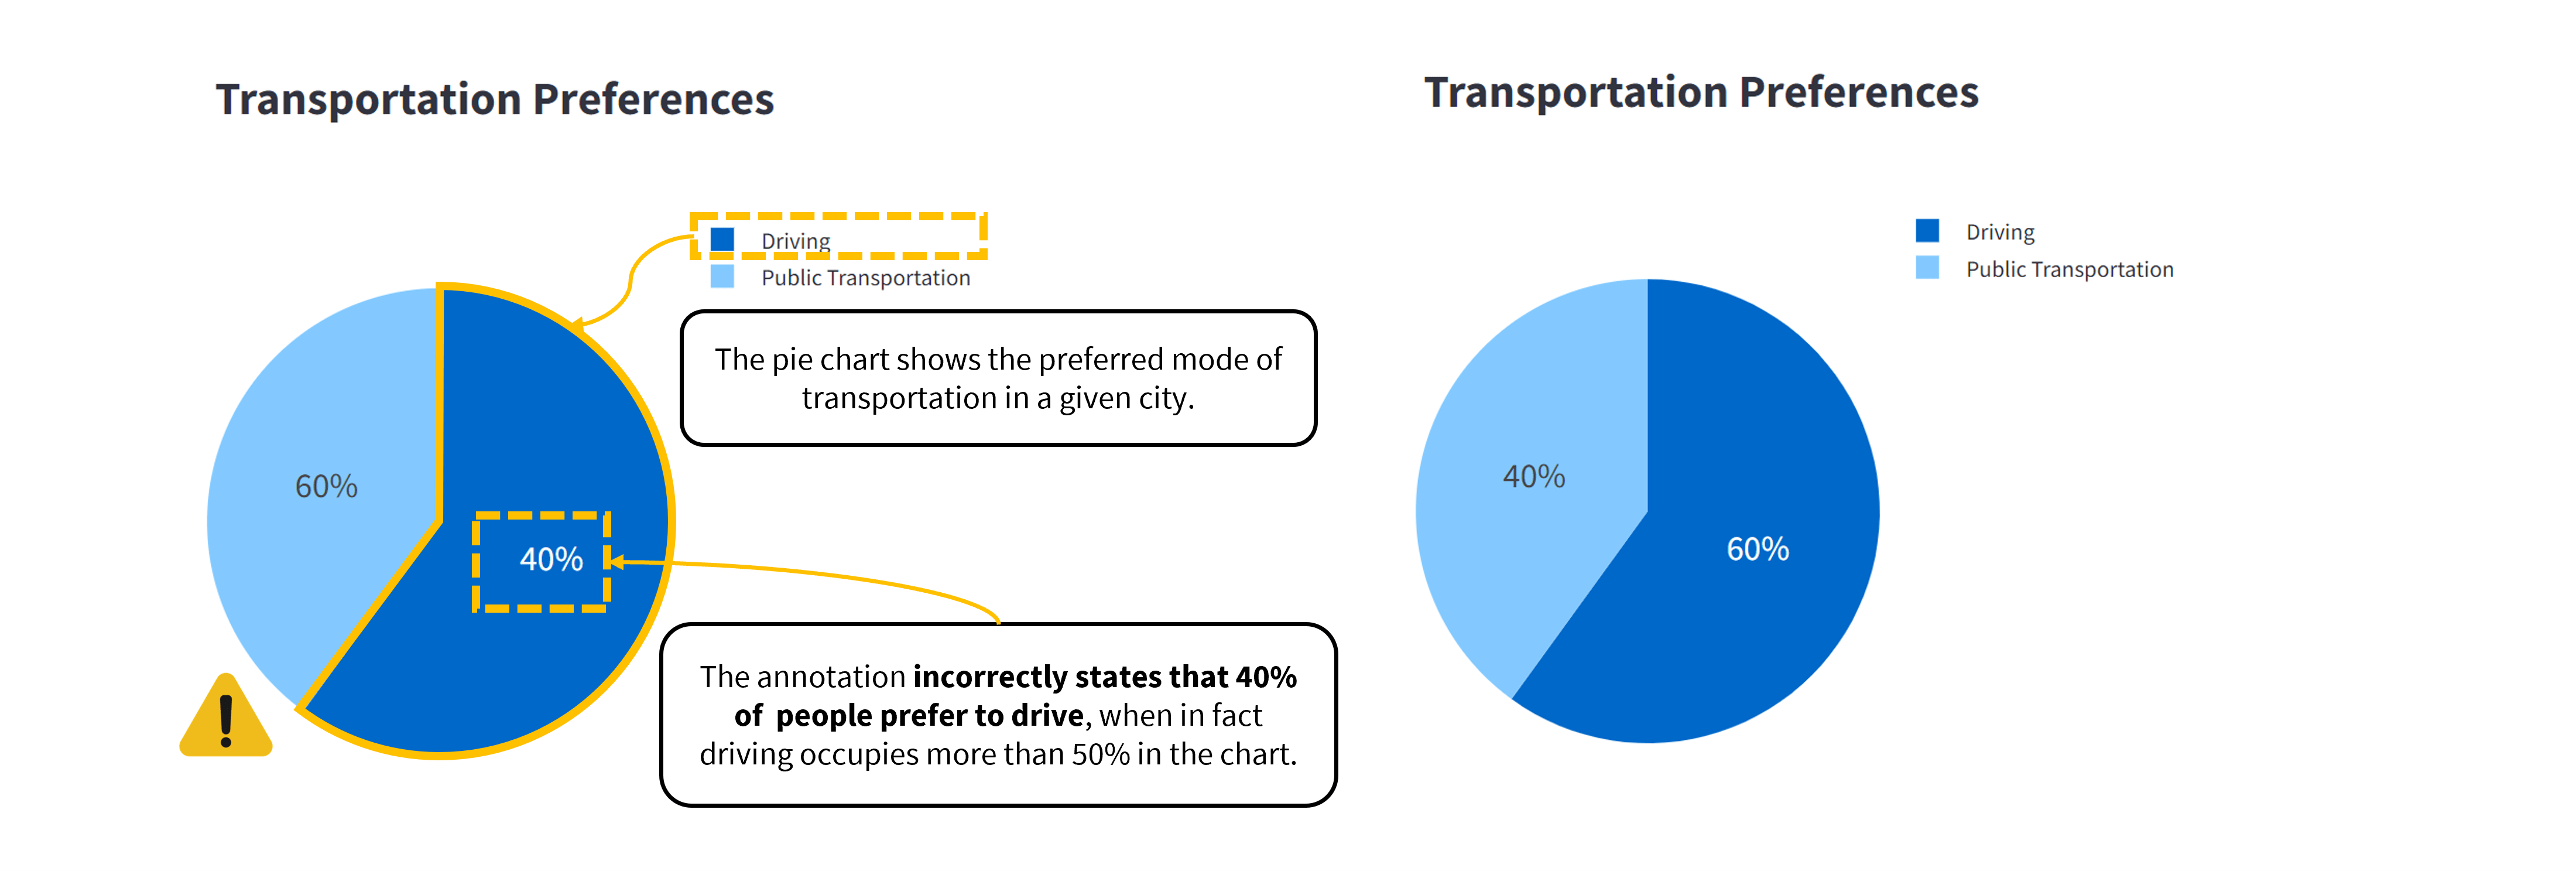 Transportation Preferences
Driving
Public Transportation
The pie chart shows the preferred mode of
transportation in a given city.
60%
40%
The annotation incorrectly states that 40%
of people prefer to drive, when in fact
driving occupies more than 50% in the chart.
Transportation Preferences
Driving
Public Transportation
40%
60%